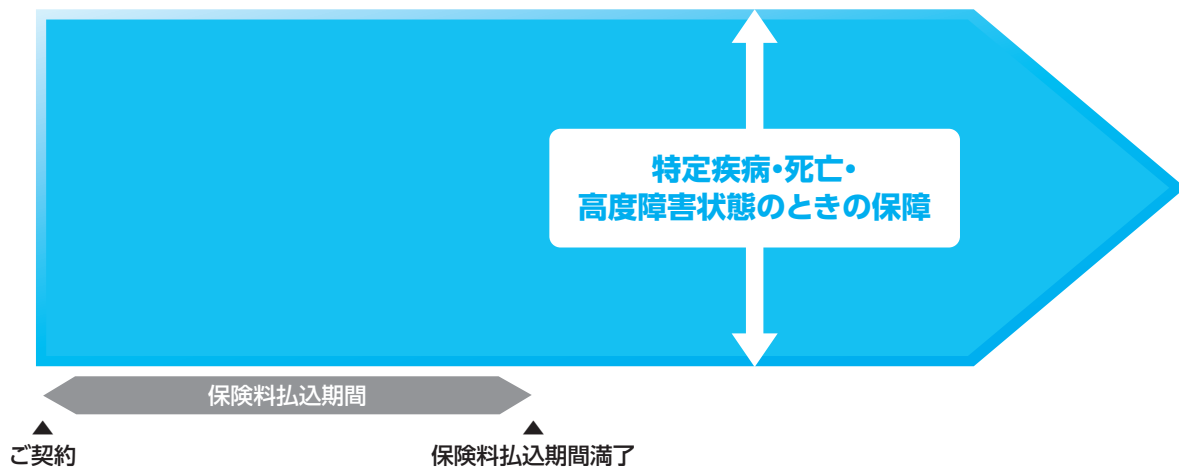 特定疾病・死亡・
高度障害状態のときの保障
保険料払込期間
ご契約
保険料払込期間満了